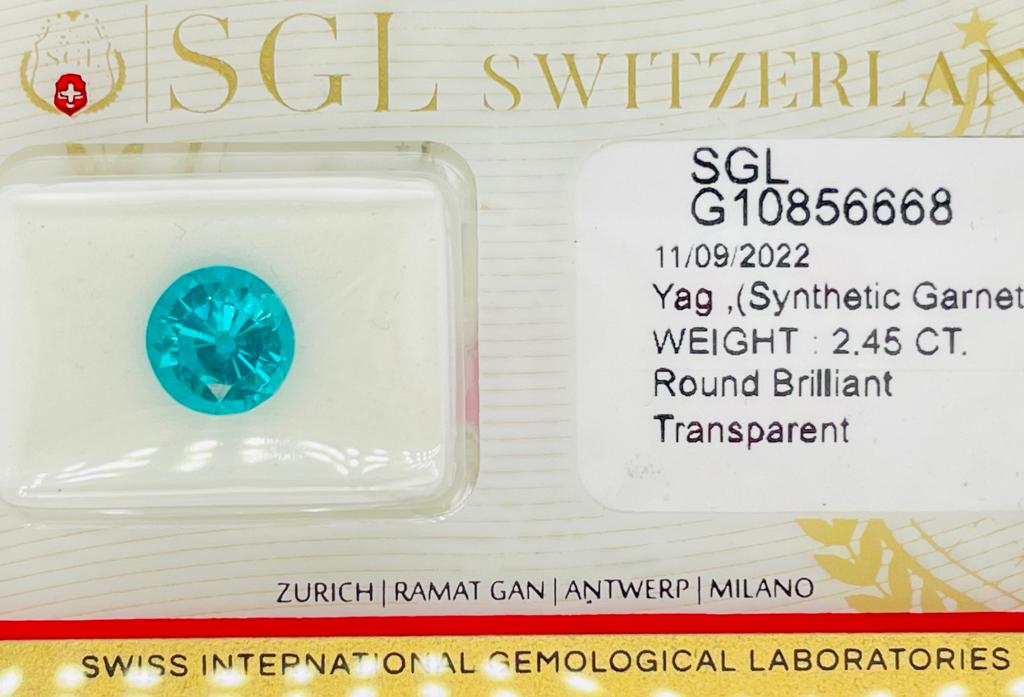 SGL
SGL SWITZERLAN
SGL
G10856668
11/09/2022
Yag ,(Synthetic Garnet
WEIGHT : 2.45 CT.
Round Brilliant
Transparent
ZURICH | RAMAT GAN | ANTWERP | MILANO
SWISS INTERNATIONAL GEMOLOGICAL LABORATORIES